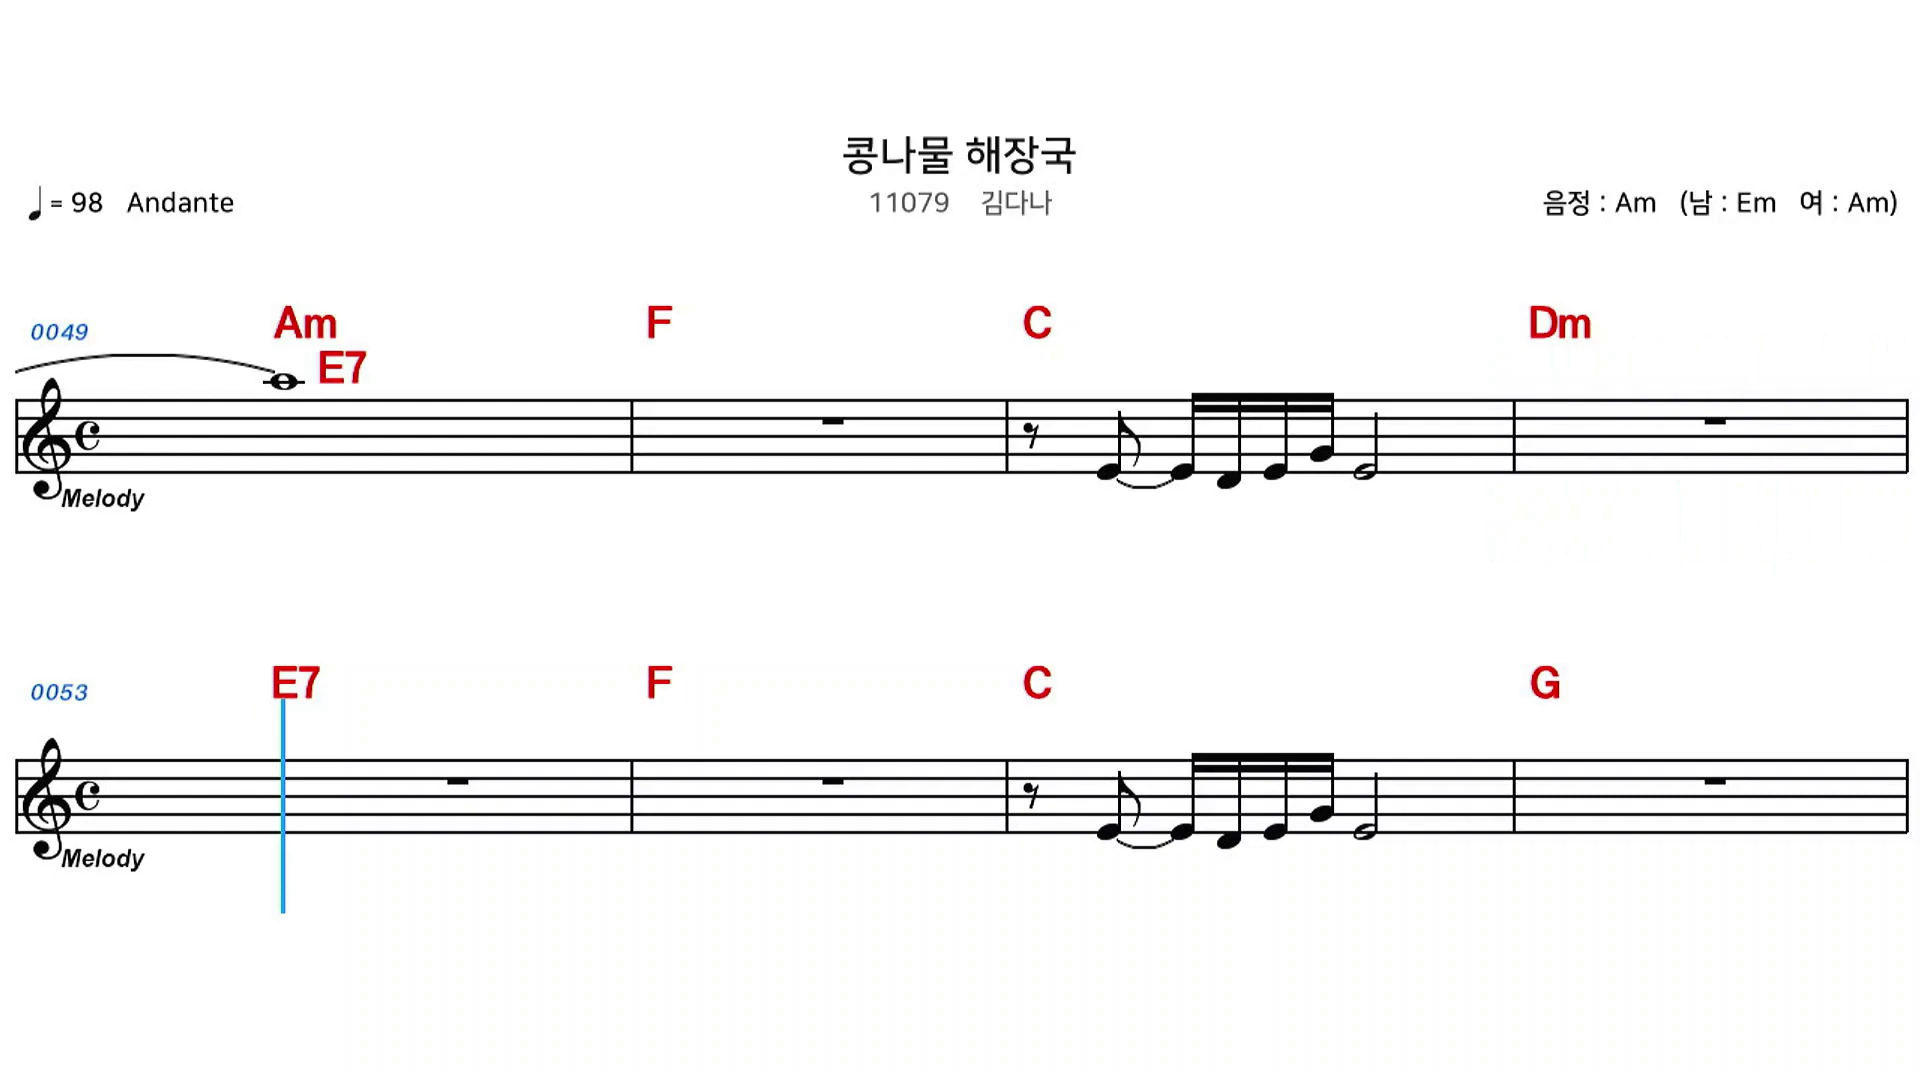 콩나물 해장국
♩= 98 Andante
11079 김다나
음정 : Am (남 : Em 여 : Am)
0049 Am F C Dm
E7
Melody
0053 E7 F C G
Melody